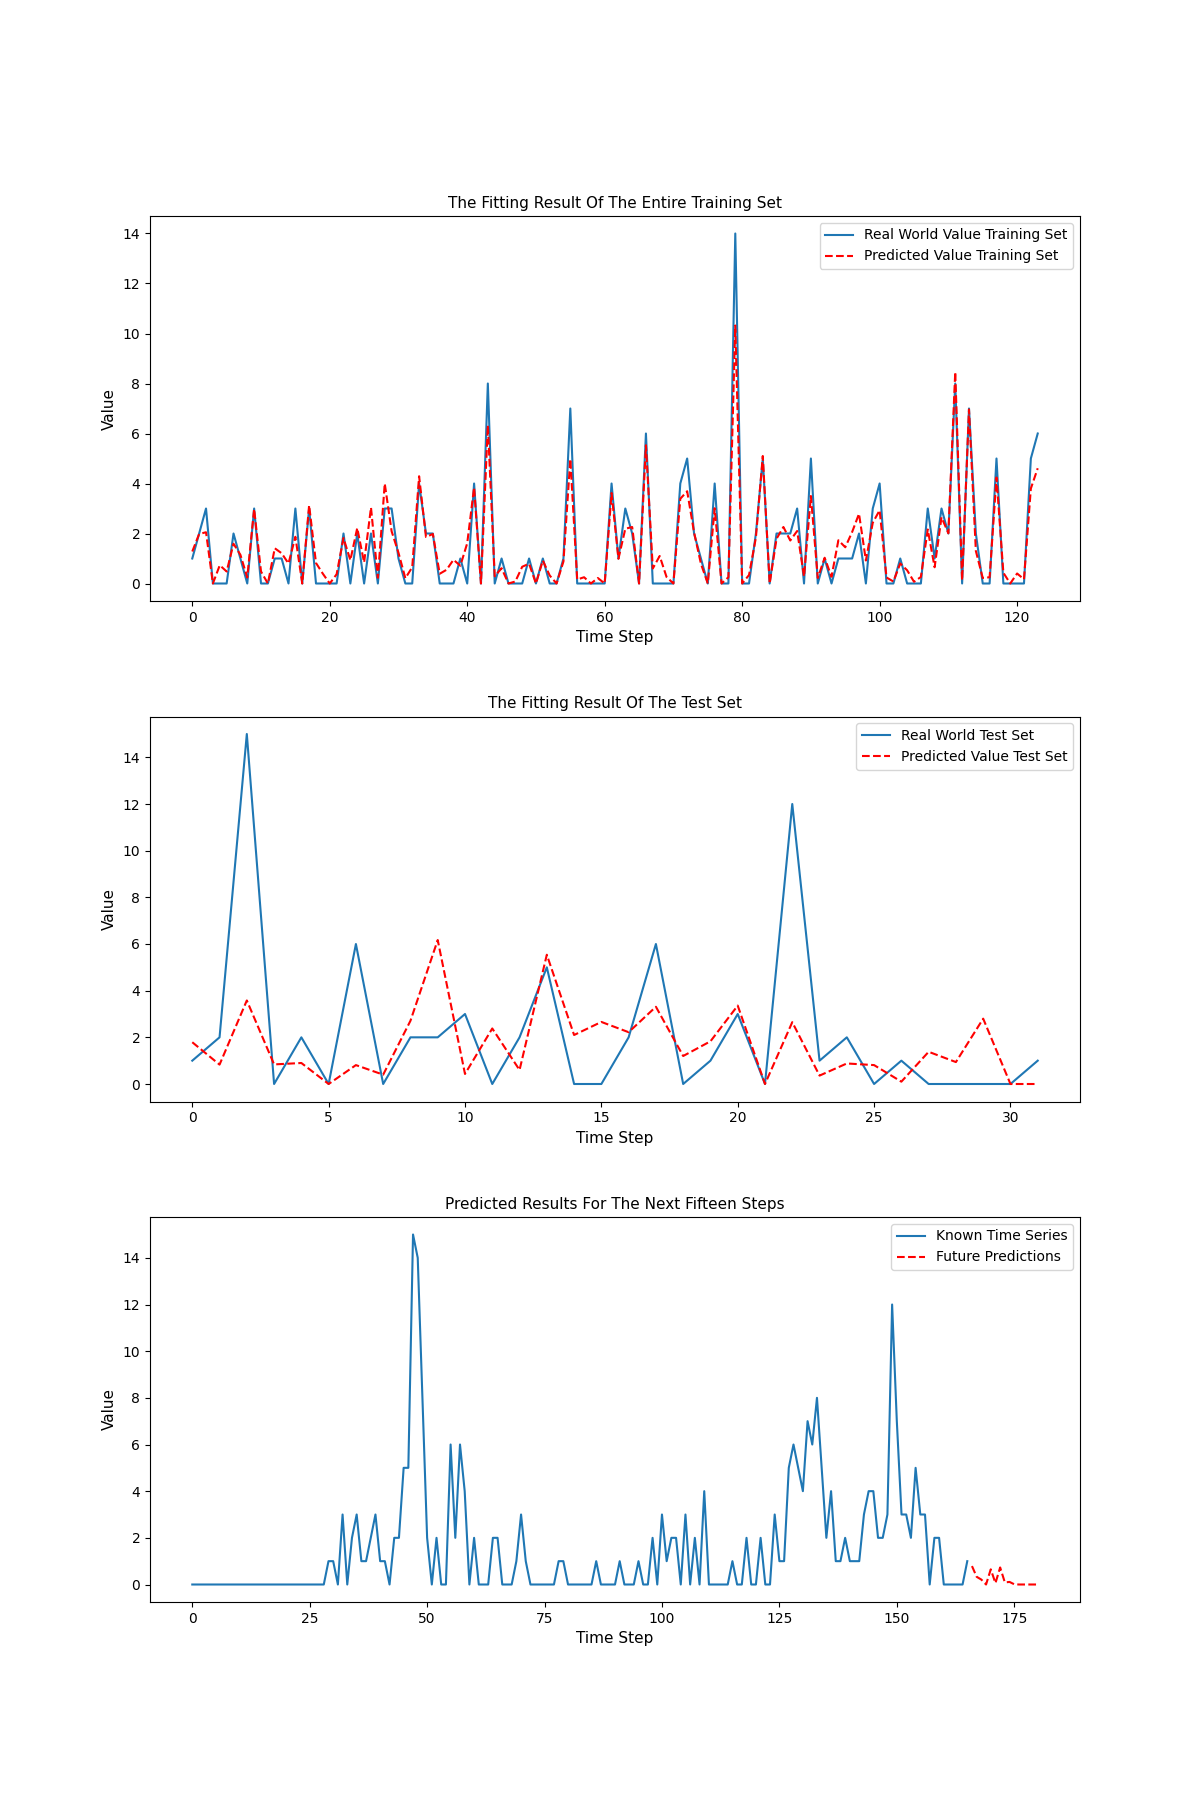 The Fitting Result Of The Entire Training Set
Real World Value Training Set
Predicted Value Training Set
14
12
10
8
6
4
2
0
Value
0 20 40 60 80 100 120
Time Step
The Fitting Result Of The Test Set
Real World Test Set
Predicted Value Test Set
14
12
10
8
6
4
2
0
Value
0 5 10 15 20 25 30
Time Step
Predicted Results For The Next Fifteen Steps
Known Time Series
Future Predictions
14
12
10
8
6
4
2
0
Value
0 25 50 75 100 125 150 175
Time Step